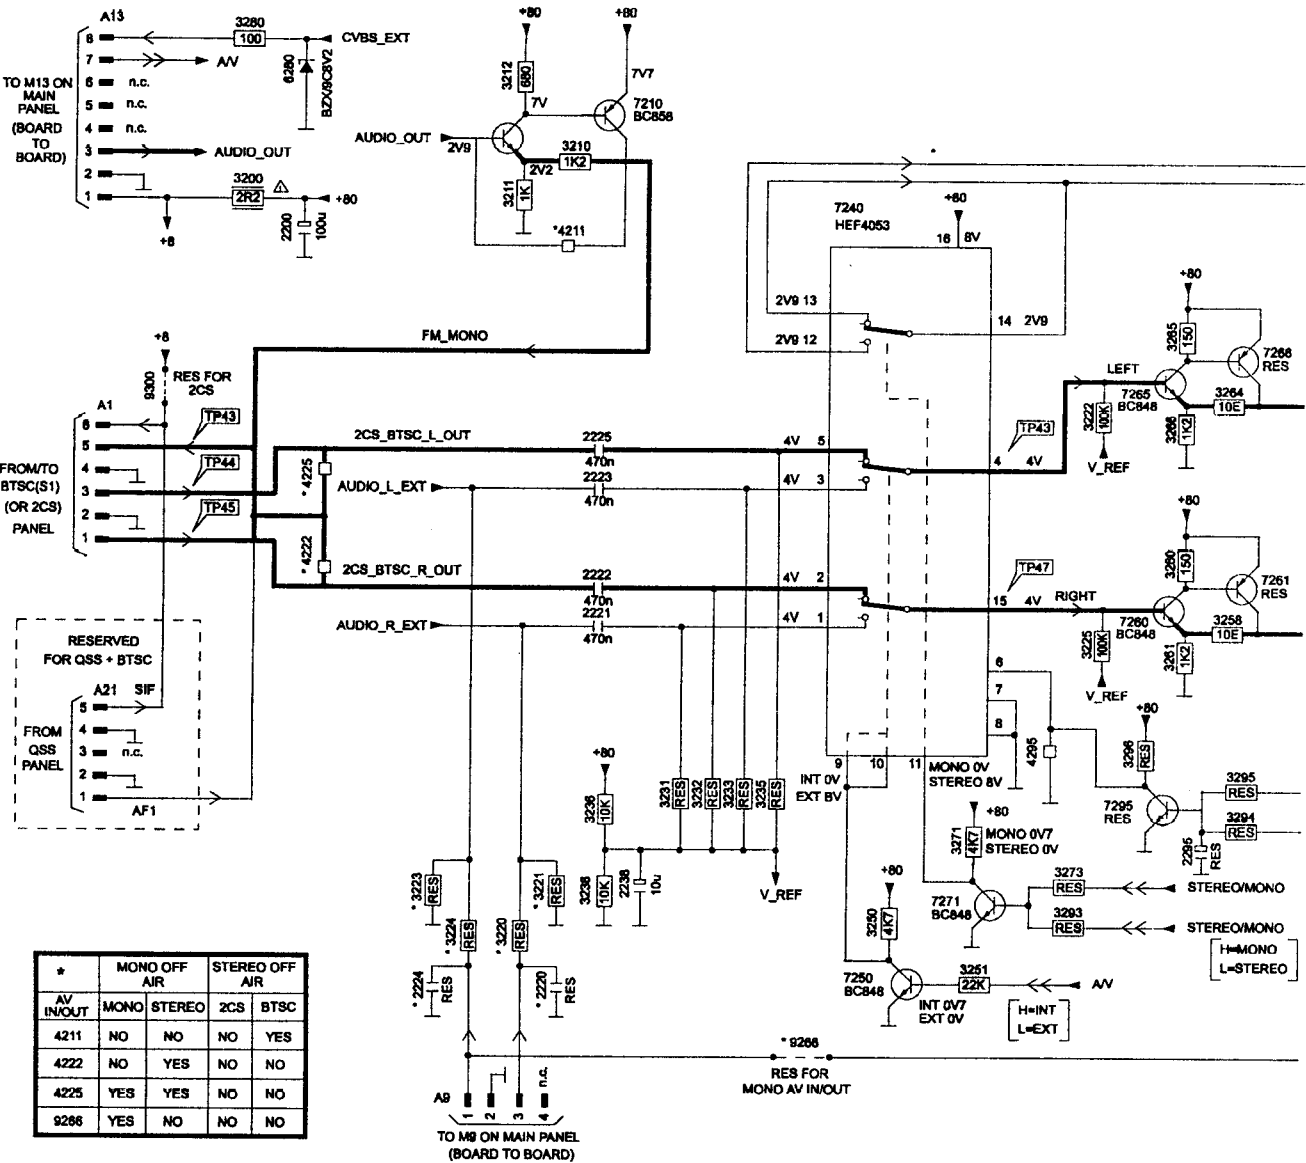 A13
8
7
6
5
4
3
2
1
TO M13 ON
MAIN
PANEL
(BOARD
TO
BOARD)
3280
100
CVBS_EXT
A/V
6280
BZX/9C8V2
n.c.
n.c.
n.c.
AUDIO_OUT
3200
2R2
+80
2200
100u
+8
+80
+80
3212
680
7V
7V7
7210
BC858
AUDIO_OUT
2V9
2V2
3210
1K2
3211
1K
*4211
FM_MONO
7240
HEF4053
+80
16
8V
2V9 13
2V9 12
14
2V9
+80
3265
150
7266
RES
LEFT
7265
BC848
3264
10E
3222
100K
3266
1K2
V_REF
+8
9300
RES FOR
2CS
A1
6
5
4
3
2
1
TP43
TP44
TP45
FROM/TO
BTSC(S1)
(OR 2CS)
PANEL
2CS_BTSC_L_OUT
* 4225
AUDIO_L_EXT
2225
470n
2223
470n
4V 5
4V 3
TP43
4 4V
* 4222
2CS_BTSC_R_OUT
AUDIO_R_EXT
2222
470n
2221
470n
4V 2
4V 1
TP47
15 4V
RIGHT
+80
3260
150
7261
RES
7260
BC848
3258
10E
3225
100K
3261
1K2
V_REF
RESERVED
FOR QSS + BTSC
A21
SIF
5
4
3
2
1
n.c.
FROM
QSS
PANEL
AF1
6
7
8
9
10
11
INT 0V
EXT 8V
MONO 0V
STEREO 8V
4295
+80
3296
RES
7295
RES
3295
RES
3294
RES
2295
RES
+80
3236
10K
3231
RES
3232
RES
3233
RES
3235
RES
3238
10K
2238
10u
V_REF
+80
3271
4K7
MONO 0V7
STEREO 0V
7271
BC848
3273
RES
STEREO/MONO
3293
RES
STEREO/MONO
H=MONO
L=STEREO
+80
3250
4K7
7250
BC848
3251
22K
A/V
INT 0V7
EXT 0V
H=INT
L=EXT
* 3223
RES
* 3221
RES
* 3224
RES
* 3220
RES
* 2224
RES
* 2220
RES
* 9266
RES FOR
MONO AV IN/OUT
A9
1
2
3
4
n.c.
TO M9 ON MAIN PANEL
(BOARD TO BOARD)
* MONO OFF AIR STEREO OFF AIR
AV IN/OUT MONO STEREO 2CS BTSC
4211 NO NO NO YES
4222 NO YES NO NO
4225 YES YES NO NO
9266 YES NO NO NO